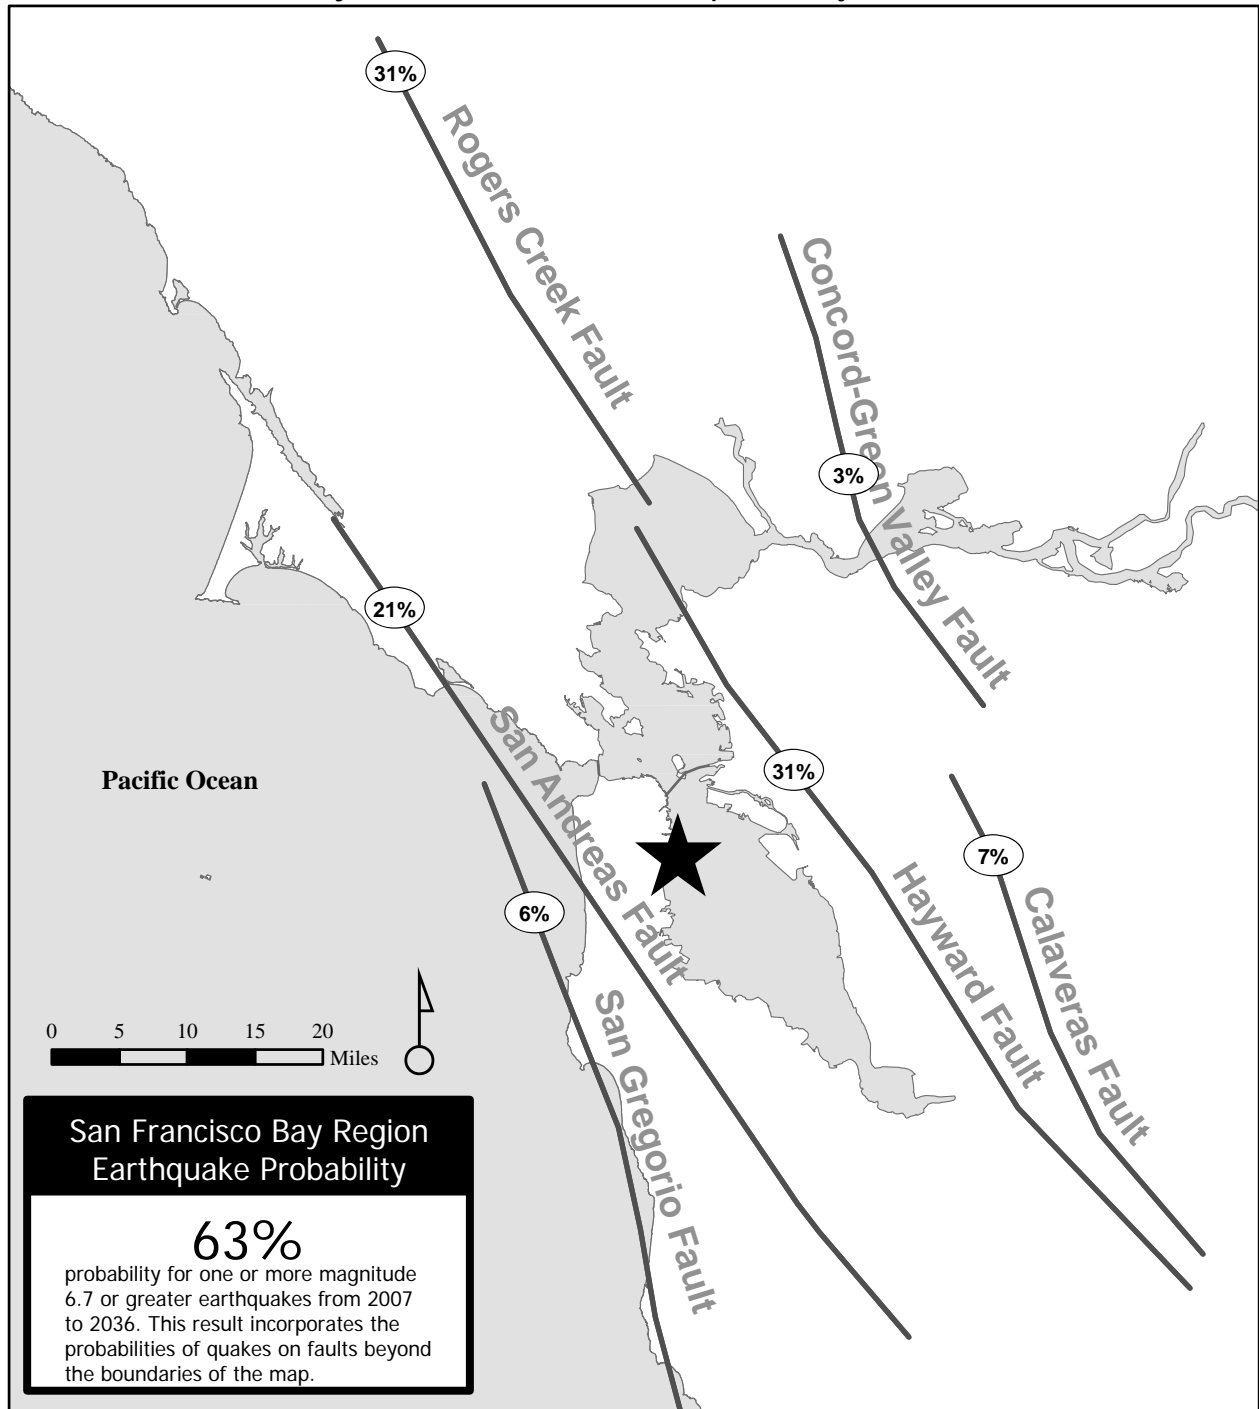 31%
Rogers Creek Fault
Concord-Green Valley Fault
3%
21%
San Andreas Fault
Pacific Ocean
31%
7%
6%
Hayward Fault
Calaveras Fault
San Gregorio Fault
0 5 10 15 20
Miles
San Francisco Bay Region
Earthquake Probability
63%
probability for one or more magnitude
6.7 or greater earthquakes from 2007
to 2036. This result incorporates the
probabilities of quakes on faults beyond
the boundaries of the map.